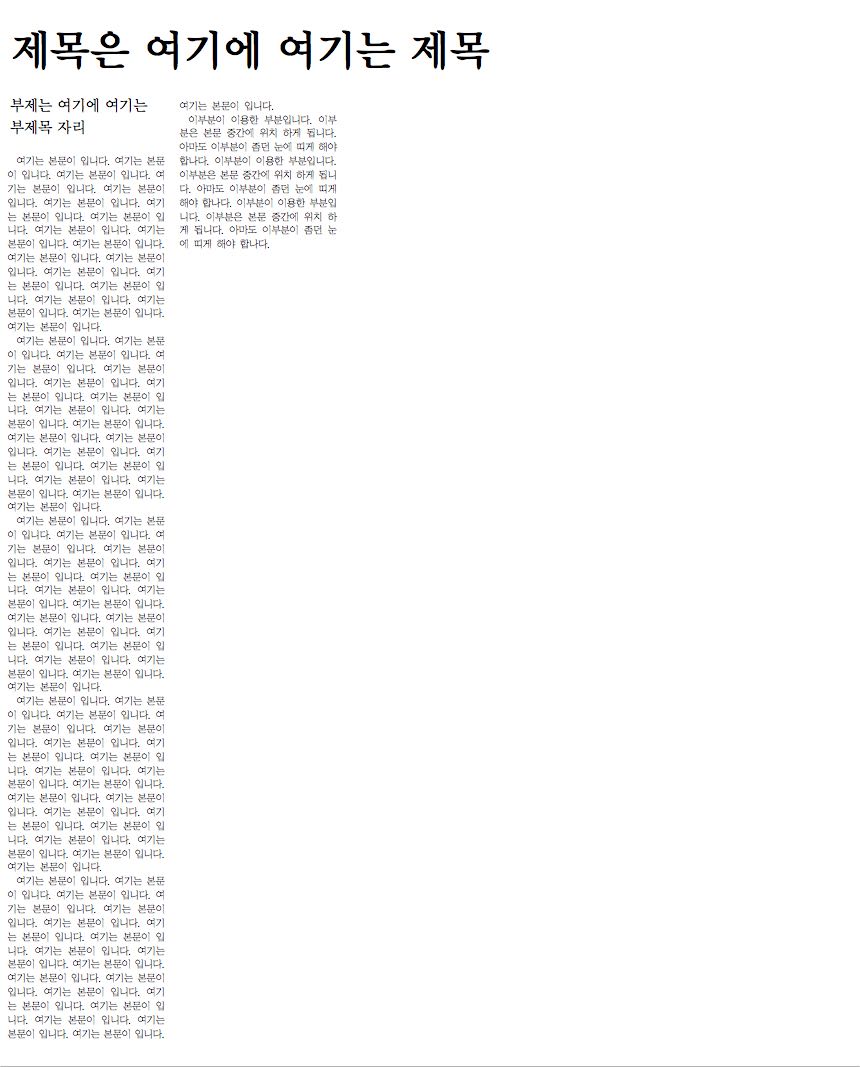 제목은 여기에 여기는 제목
부제는 여기에 여기는
부제목 자리
여기는 본문이 입니다. 여기는 본문
이 입니다. 여기는 본문이 입니다. 여
기는 본문이 입니다. 여기는 본문이
입니다. 여기는 본문이 입니다. 여기
는 본문이 입니다. 여기는 본문이 입
니다. 여기는 본문이 입니다. 여기는
본문이 입니다. 여기는 본문이 입니다.
여기는 본문이 입니다. 여기는 본문이
입니다. 여기는 본문이 입니다. 여기
는 본문이 입니다. 여기는 본문이 입
니다. 여기는 본문이 입니다. 여기는
본문이 입니다. 여기는 본문이 입니다.
여기는 본문이 입니다.
여기는 본문이 입니다. 여기는 본문
이 입니다. 여기는 본문이 입니다. 여
기는 본문이 입니다. 여기는 본문이
입니다. 여기는 본문이 입니다. 여기
는 본문이 입니다. 여기는 본문이 입
니다. 여기는 본문이 입니다. 여기는
본문이 입니다. 여기는 본문이 입니다.
여기는 본문이 입니다. 여기는 본문이
입니다. 여기는 본문이 입니다. 여기
는 본문이 입니다. 여기는 본문이 입
니다. 여기는 본문이 입니다. 여기는
본문이 입니다. 여기는 본문이 입니다.
여기는 본문이 입니다.
여기는 본문이 입니다. 여기는 본문
이 입니다. 여기는 본문이 입니다. 여
기는 본문이 입니다. 여기는 본문이
입니다. 여기는 본문이 입니다. 여기
는 본문이 입니다. 여기는 본문이 입
니다. 여기는 본문이 입니다. 여기는
본문이 입니다. 여기는 본문이 입니다.
여기는 본문이 입니다. 여기는 본문이
입니다. 여기는 본문이 입니다. 여기
는 본문이 입니다. 여기는 본문이 입
니다. 여기는 본문이 입니다. 여기는
본문이 입니다. 여기는 본문이 입니다.
여기는 본문이 입니다.
여기는 본문이 입니다. 여기는 본문
이 입니다. 여기는 본문이 입니다. 여
기는 본문이 입니다. 여기는 본문이
입니다. 여기는 본문이 입니다. 여기
는 본문이 입니다. 여기는 본문이 입
니다. 여기는 본문이 입니다. 여기는
본문이 입니다. 여기는 본문이 입니다.
여기는 본문이 입니다. 여기는 본문이
입니다. 여기는 본문이 입니다. 여기
는 본문이 입니다. 여기는 본문이 입
니다. 여기는 본문이 입니다. 여기는
본문이 입니다. 여기는 본문이 입니다.
여기는 본문이 입니다.
여기는 본문이 입니다. 여기는 본문
이 입니다. 여기는 본문이 입니다. 여
기는 본문이 입니다. 여기는 본문이
입니다. 여기는 본문이 입니다. 여기
는 본문이 입니다. 여기는 본문이 입
니다. 여기는 본문이 입니다. 여기는
본문이 입니다. 여기는 본문이 입니다.
여기는 본문이 입니다. 여기는 본문이
입니다. 여기는 본문이 입니다. 여기
는 본문이 입니다. 여기는 본문이 입
니다. 여기는 본문이 입니다. 여기는
본문이 입니다. 여기는 본문이 입니다.
여기는 본문이 입니다.
이부분이 이용한 부분입니다. 이부
분은 본문 중간에 위치 하게 됩니다.
아마도 이부분이 좀던 눈에 띠게 해야
합나다. 이부분이 이용한 부분입니다.
이부분은 본문 중간에 위치 하게 됩니
다. 아마도 이부분이 좀던 눈에 띠게
해야 합나다. 이부분이 이용한 부분입
니다. 이부분은 본문 중간에 위치 하
게 됩니다. 아마도 이부분이 좀던 눈
에 띠게 해야 합나다.